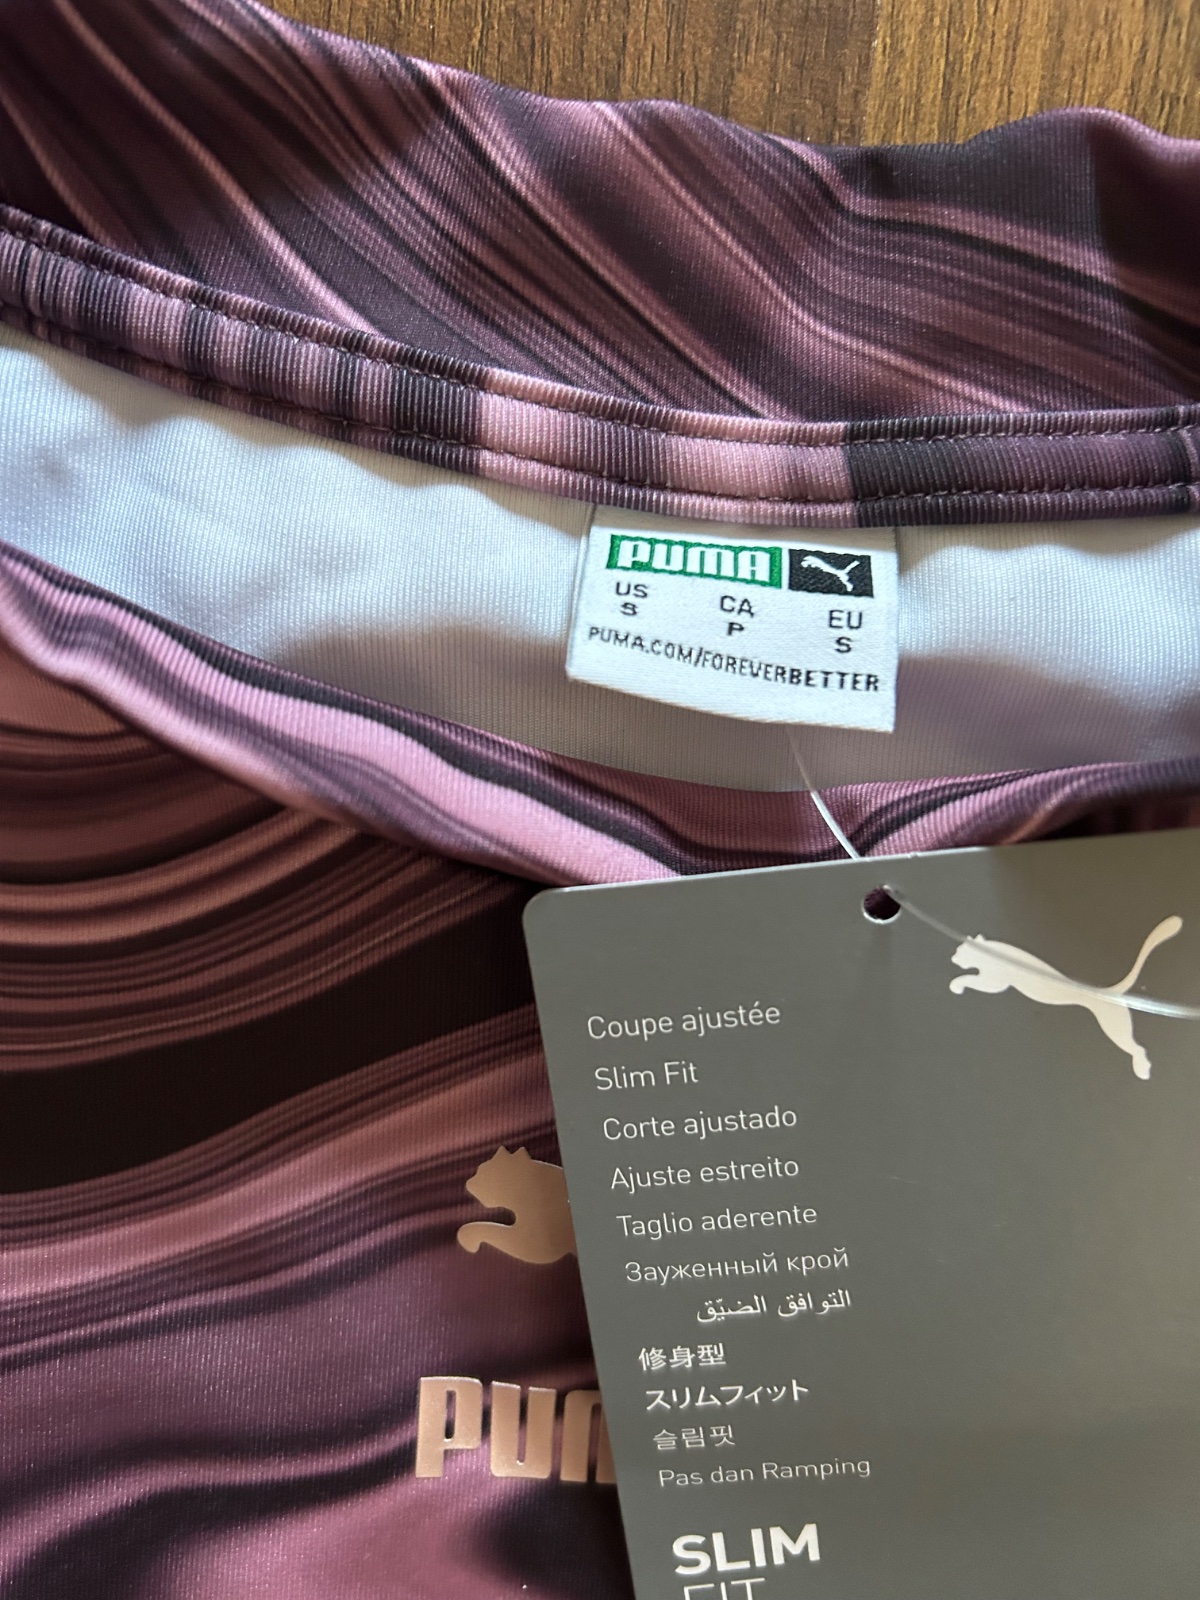 PUMA
US CA EU
S P S
PUMA.COM/FOREVERBETTER
Coupe ajustée
Slim Fit
Corte ajustado
Ajuste estreito
Taglio aderente
Зауженный крой
التوافق الضيّق
修身型
スリムフィット
슬림핏
Pas dan Ramping
SLIM
FIT
PUM